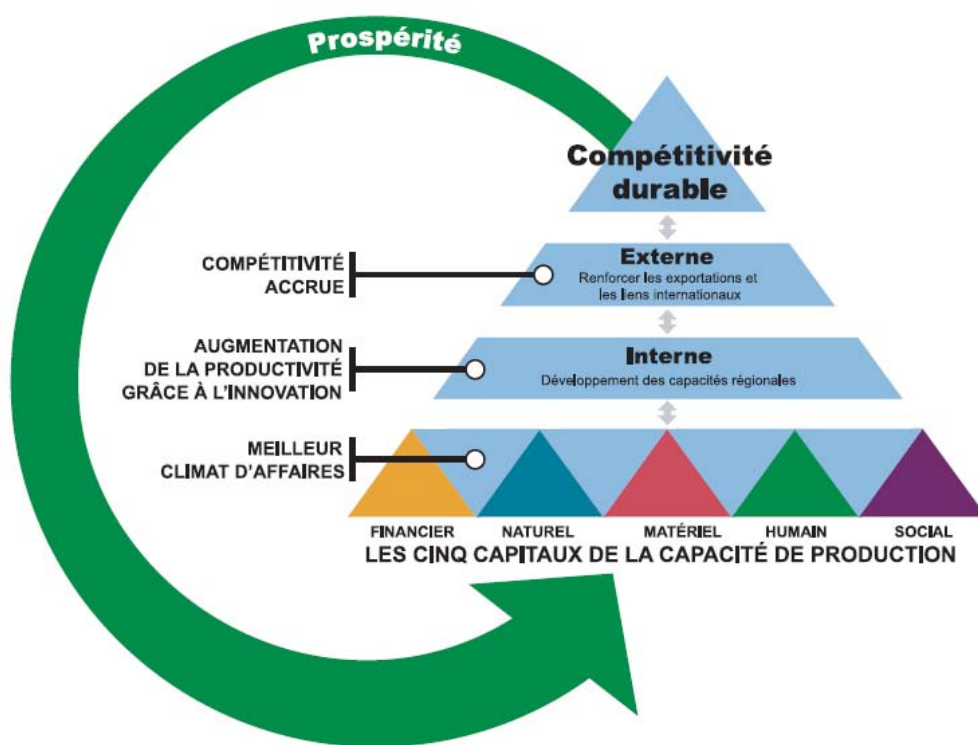 Prospérité
Compétitivité
durable
COMPÉTITIVITÉ
ACCRUE
Externe
Renforcer les exportations et
les liens internationaux
AUGMENTATION
DE LA PRODUCTIVITÉ
GRÂCE À L'INNOVATION
Interne
Développement des capacités régionales
MEILLEUR
CLIMAT D'AFFAIRES
FINANCIER NATUREL MATÉRIEL HUMAIN SOCIAL
LES CINQ CAPITAUX DE LA CAPACITÉ DE PRODUCTION